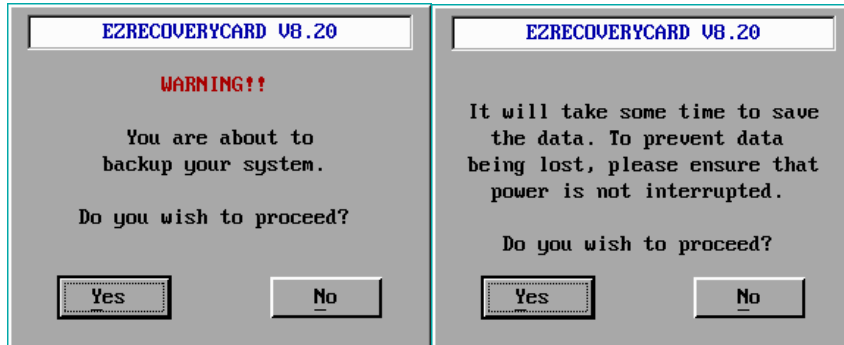 EZRECOVERYCARD V8.20
WARNING!!
You are about to
backup your system.
Do you wish to proceed?
Yes
No
EZRECOVERYCARD V8.20
It will take some time to save
the data. To prevent data
being lost, please ensure that
power is not interrupted.
Do you wish to proceed?
Yes
No